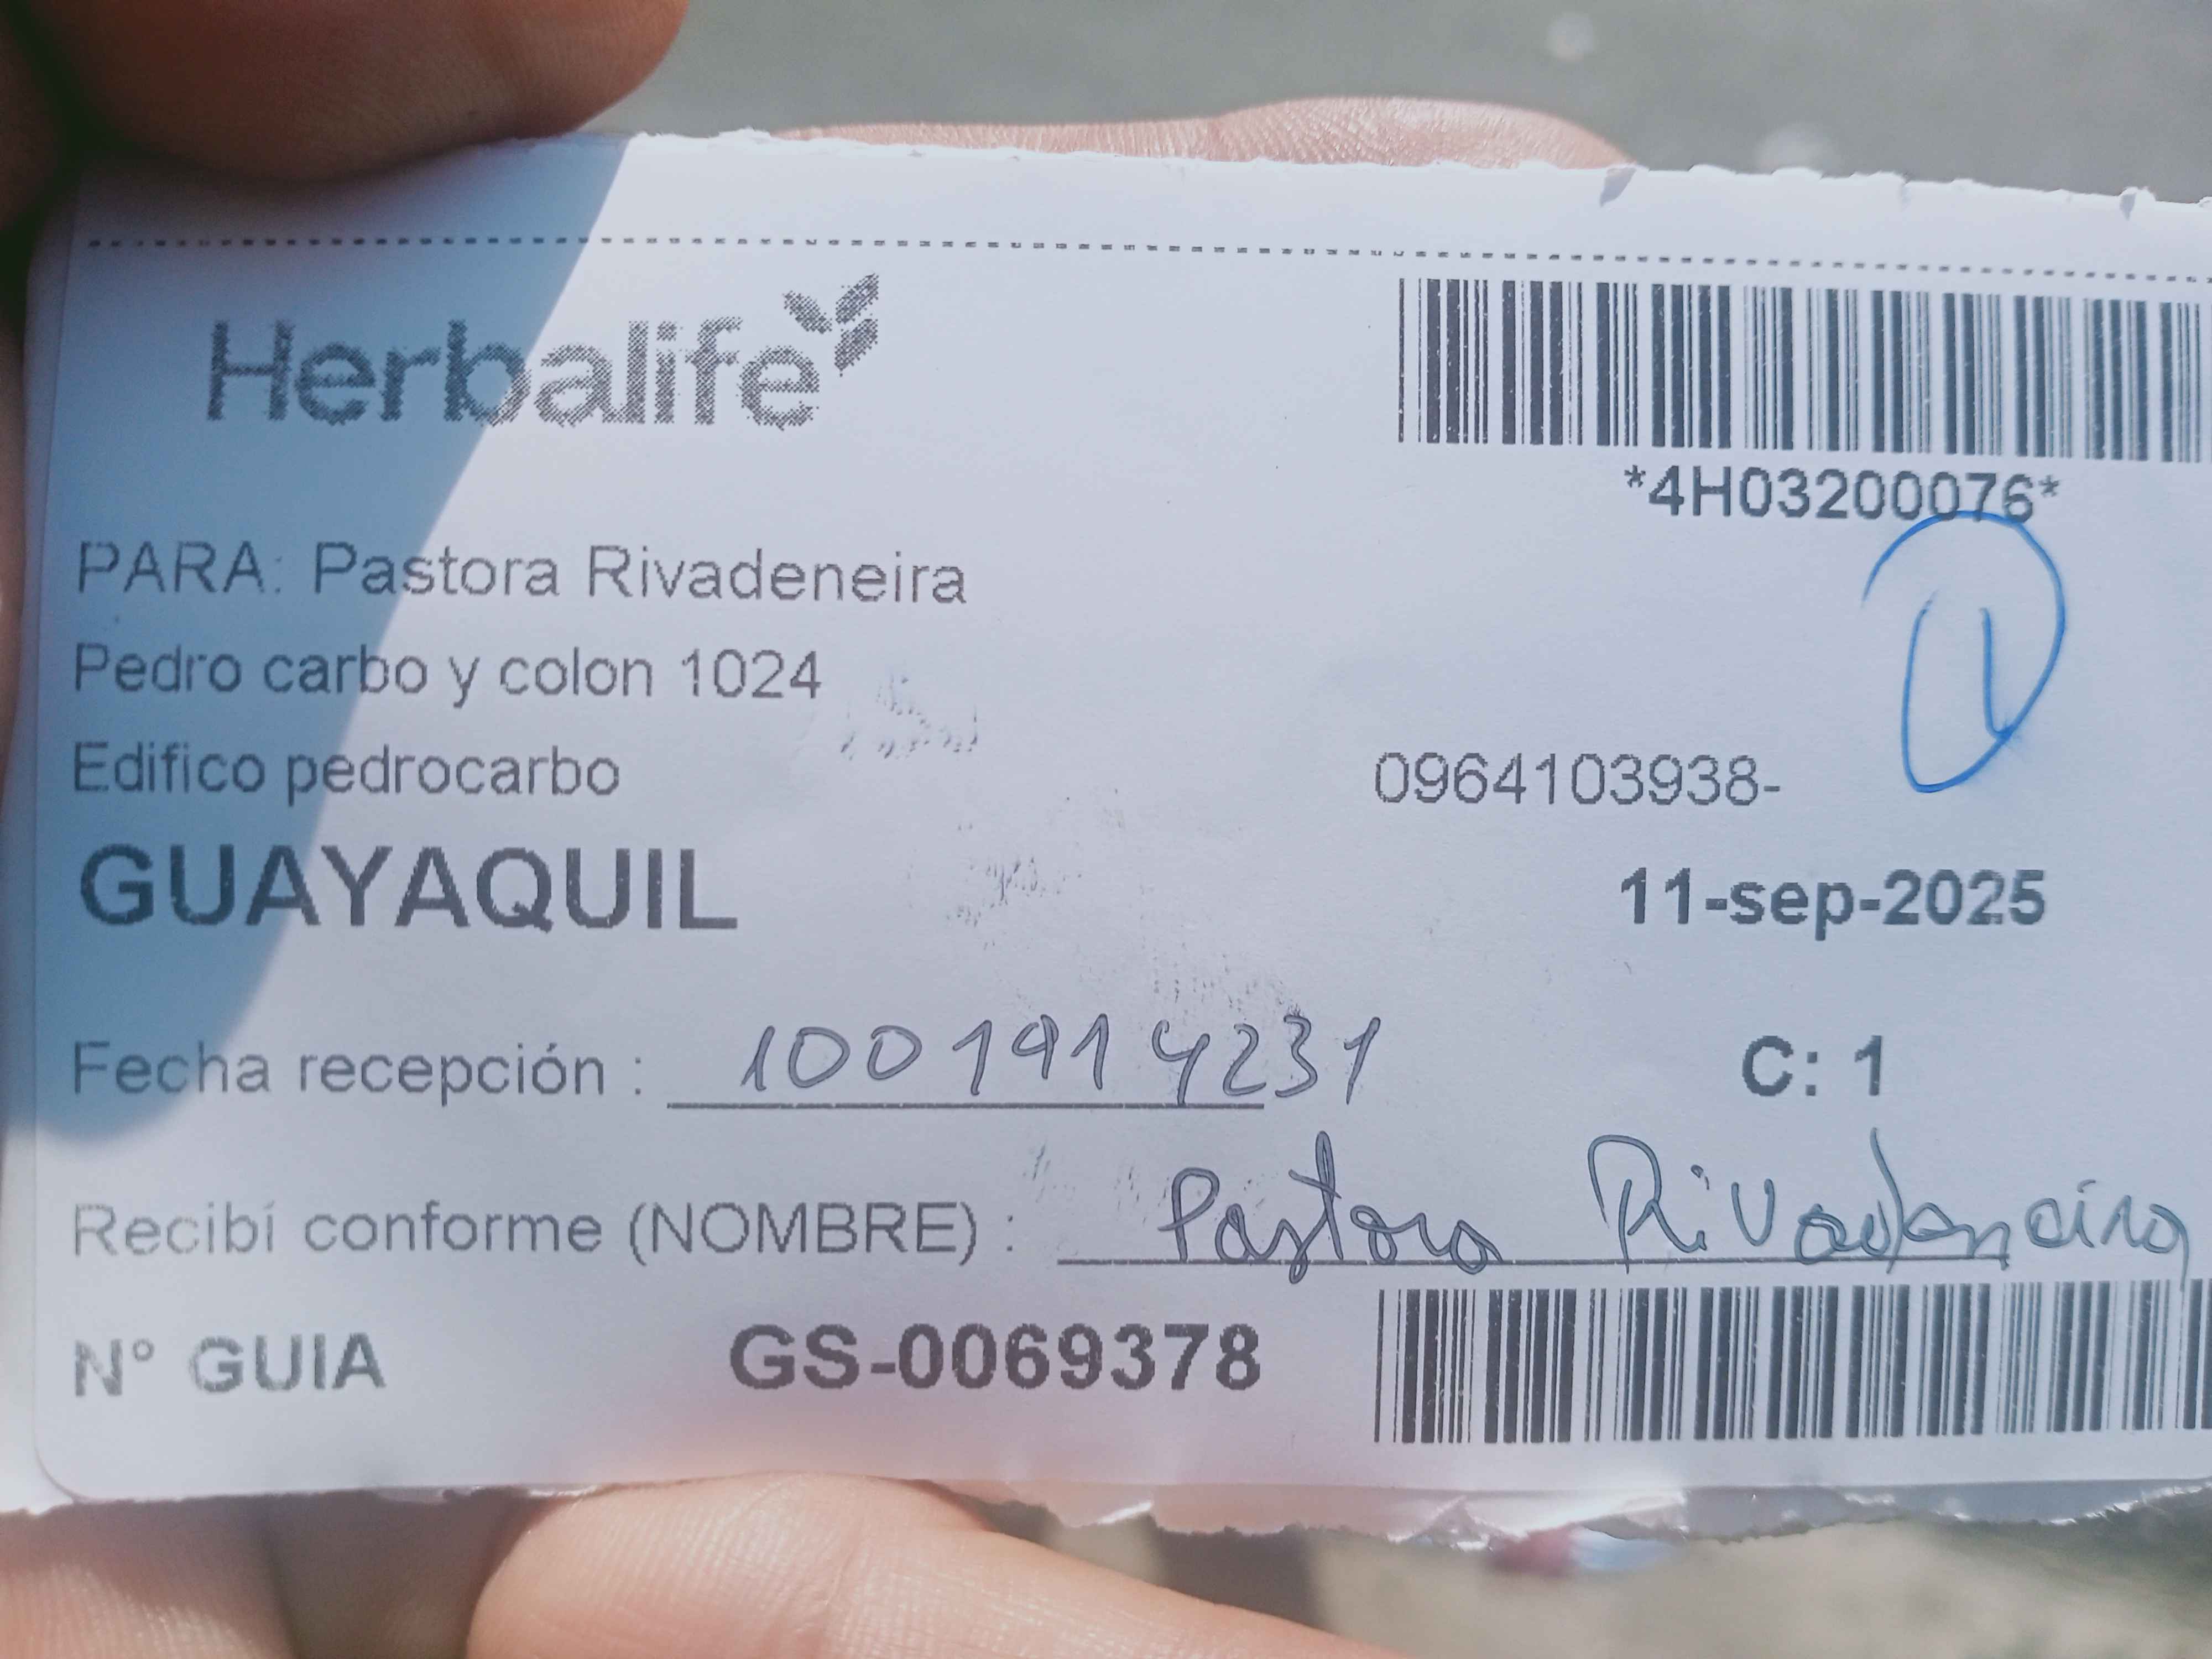 Herbalife
*4H03200076*
PARA: Pastora Rivadeneira
Pedro carbo y colon 1024
Edifico pedrocarbo
0964103938-
1
GUAYAQUIL
11-sep-2025
Fecha recepción : 1001914231
C: 1
Recibí conforme (NOMBRE) : Pastora Rivadeneira
N° GUIA GS-0069378